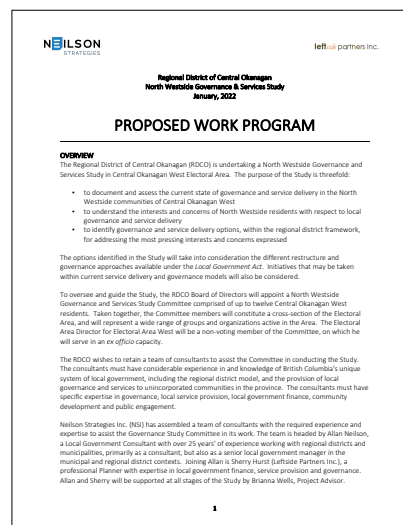 NEILSON
STRATEGIES
leftside partners inc.
Regional District of Central Okanagan
North Westside Governance & Services Study
January, 2022
PROPOSED WORK PROGRAM
OVERVIEW
The Regional District of Central Okanagan (RDCO) is undertaking a North Westside Governance and
Services Study in Central Okanagan West Electoral Area. The purpose of the Study is threefold:
• to document and assess the current state of governance and service delivery in the North
Westside communities of Central Okanagan West
• to understand the interests and concerns of North Westside residents with respect to local
governance and service delivery
• to identify governance and service delivery options, within the regional district framework,
for addressing the most pressing interests and concerns expressed
The options identified in the Study will take into consideration the different restructure and
governance approaches available under the Local Government Act. Initiatives that may be taken
within current service delivery and governance models will also be considered.
To oversee and guide the Study, the RDCO Board of Directors will appoint a North Westside
Governance and Services Study Committee comprised of up to twelve Central Okanagan West
residents. Taken together, the Committee members will constitute a cross-section of the Electoral
Area, and will represent a wide range of groups and organizations active in the Area. The Electoral
Area Director for Electoral Area West will be a non-voting member of the Committee, on which he
will serve in an ex officio capacity.
The RDCO wishes to retain a team of consultants to assist the Committee in conducting the Study.
The consultants must have considerable experience in and knowledge of British Columbia's unique
system of local government, including the regional district model, and the provision of local
governance and services to unincorporated communities in the province. The consultants must have
specific expertise in governance, local service provision, local government finance, community
development and public engagement.
Neilson Strategies Inc. (NSI) has assembled a team of consultants with the required experience and
expertise to assist the Governance Study Committee in its work. The team is headed by Allan Neilson,
a Local Government Consultant with over 25 years' of experience working with regional districts and
municipalities, primarily as a consultant, but also as a senior local government manager in the
municipal and regional district contexts. Joining Allan is Sherry Hurst (Leftside Partners Inc.), a
professional Planner with expertise in local government finance, service provision and governance.
Allan and Sherry will be supported at all stages of the Study by Brianna Wells, Project Advisor.
1